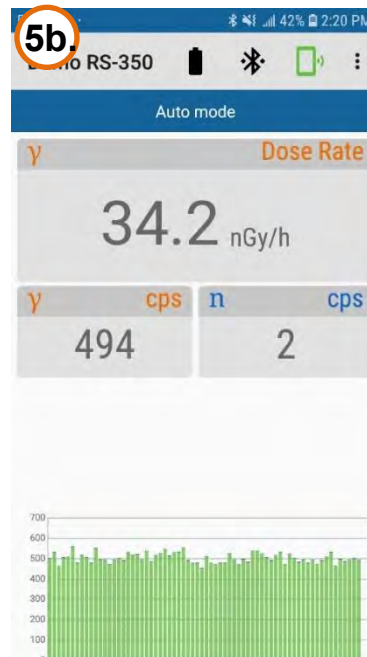 5b.
42% 2:20 PM
RS-350
Auto mode
γ Dose Rate
34.2 nGy/h
γ cps n cps
494 2
700
600
500
400
300
200
100